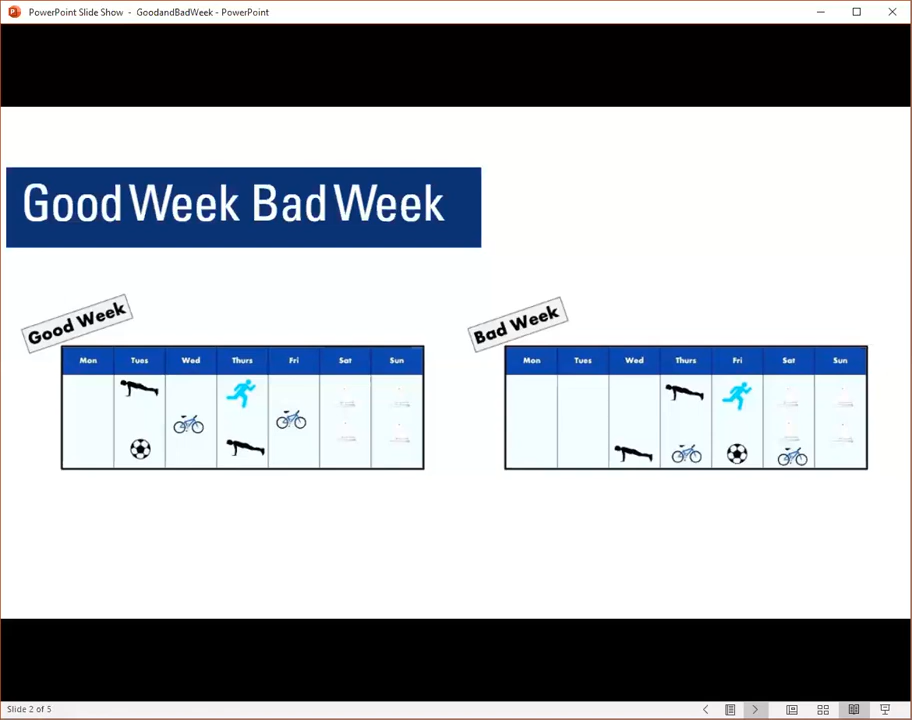 PowerPoint Slide Show - GoodandBadWeek - PowerPoint
Good Week Bad Week
Good Week
Mon Tues Wed Thurs Fri Sat Sun
Bad Week
Mon Tues Wed Thurs Fri Sat Sun
Slide 2 of 5